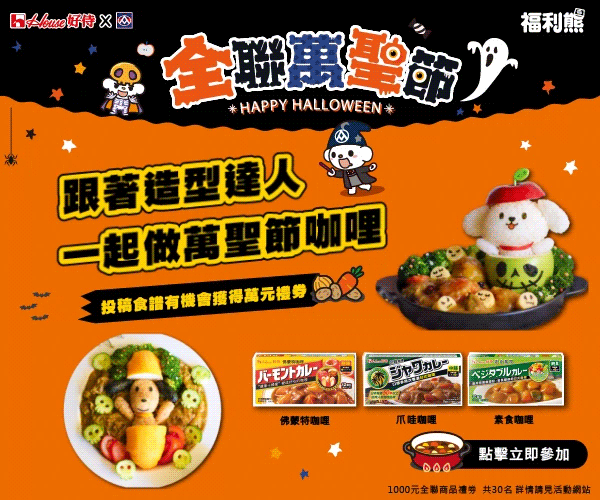 House 好侍 ×
福利熊
全聯萬聖節
HAPPY HALLOWEEN
跟著造型達人
一起做萬聖節咖哩
投稿食譜有機會獲得萬元禮券
バーモントカレー
ジャワカレー
ベジタブルカレー
佛蒙特咖哩
爪哇咖哩
素食咖哩
點擊立即參加
1000元全聯商品禮券 共30名 詳情請見活動網站